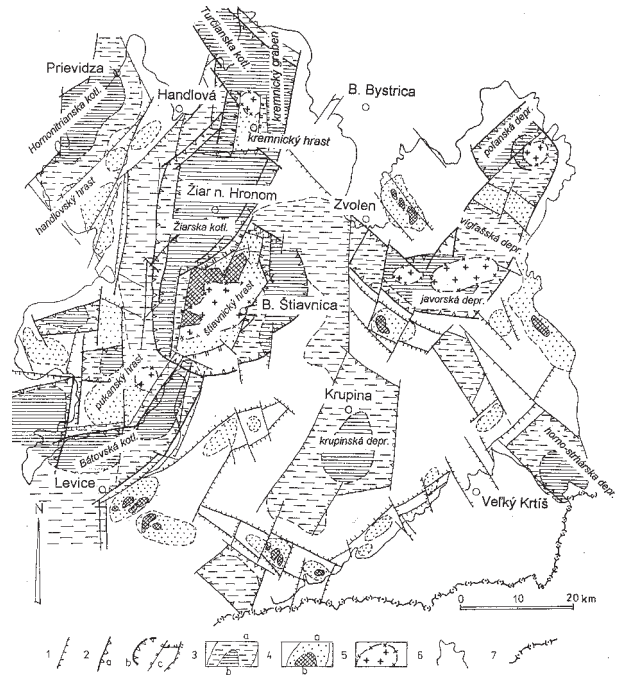 Turčianska kotl.
kremnický graben
Prievidza
Handlová
B. Bystrica
Hornonitrianska kotl.
kremnický hrast
poľanská depr.
handlovský hrast
Žiar n. Hronom
Zvolen
Žiarska kotl.
vígľašská depr.
štiavnický hrast
B. Štiavnica
javorská depr.
pukanský hrast
Krupina
krupinská depr.
Bátovská kotl.
horno-strhárska depr.
Levice
Veľký Krtíš
N
0 10 20 km
a a
1 2 a b c 3 4 5 6 7
b b